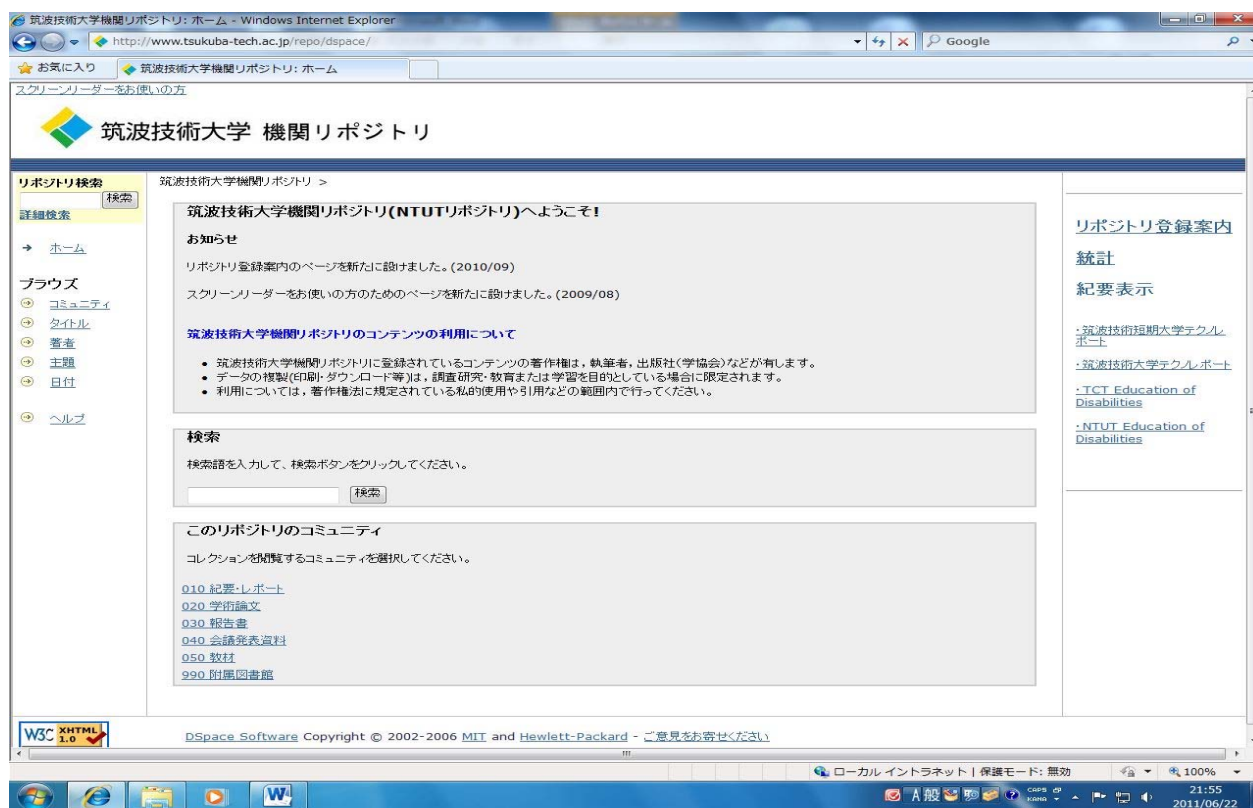 筑波技術大学機関リポジトリ: ホーム - Windows Internet Explorer
http://www.tsukuba-tech.ac.jp/repo/dspace/
Google
お気に入り
筑波技術大学機関リポジトリ: ホーム
スクリーンリーダーをお使いの方
筑波技術大学 機関リポジトリ
リポジトリ検索
検索
詳細検索
ホーム
ブラウズ
コミュニティ
タイトル
著者
主題
日付
ヘルプ
筑波技術大学機関リポジトリ >
筑波技術大学機関リポジトリ(NTUTリポジトリ)へようこそ!
お知らせ
リポジトリ登録案内のページを新たに設けました。(2010/09)
スクリーンリーダーをお使いの方のためのページを新たに設けました。(2009/08)
筑波技術大学機関リポジトリのコンテンツの利用について
• 筑波技術大学機関リポジトリに登録されているコンテンツの著作権は，執筆者，出版社(学協会)などが有します。
• データの複製(印刷・ダウンロード等)は，調査研究・教育または学習を目的としている場合に限定されます。
• 利用については，著作権法に規定されている私的使用や引用などの範囲内で行ってください。
検索
検索語を入力して、検索ボタンをクリックしてください。
検索
このリポジトリのコミュニティ
コレクションを閲覧するコミュニティを選択してください。
010 紀要・レポート
020 学術論文
030 報告書
040 会議発表資料
050 教材
990 附属図書館
リポジトリ登録案内
統計
紀要表示
・筑波技術短期大学テクノレ
ポート
・筑波技術大学テクノレポート
・TCT Education of
Disabilities
・NTUT Education of
Disabilities
W3C XHTML 1.0
DSpace Software Copyright © 2002-2006 MIT and Hewlett-Packard - ご意見をお寄せください
ローカル イントラネット | 保護モード: 無効
100%
A 般
CAPS
KANA
21:55
2011/06/22